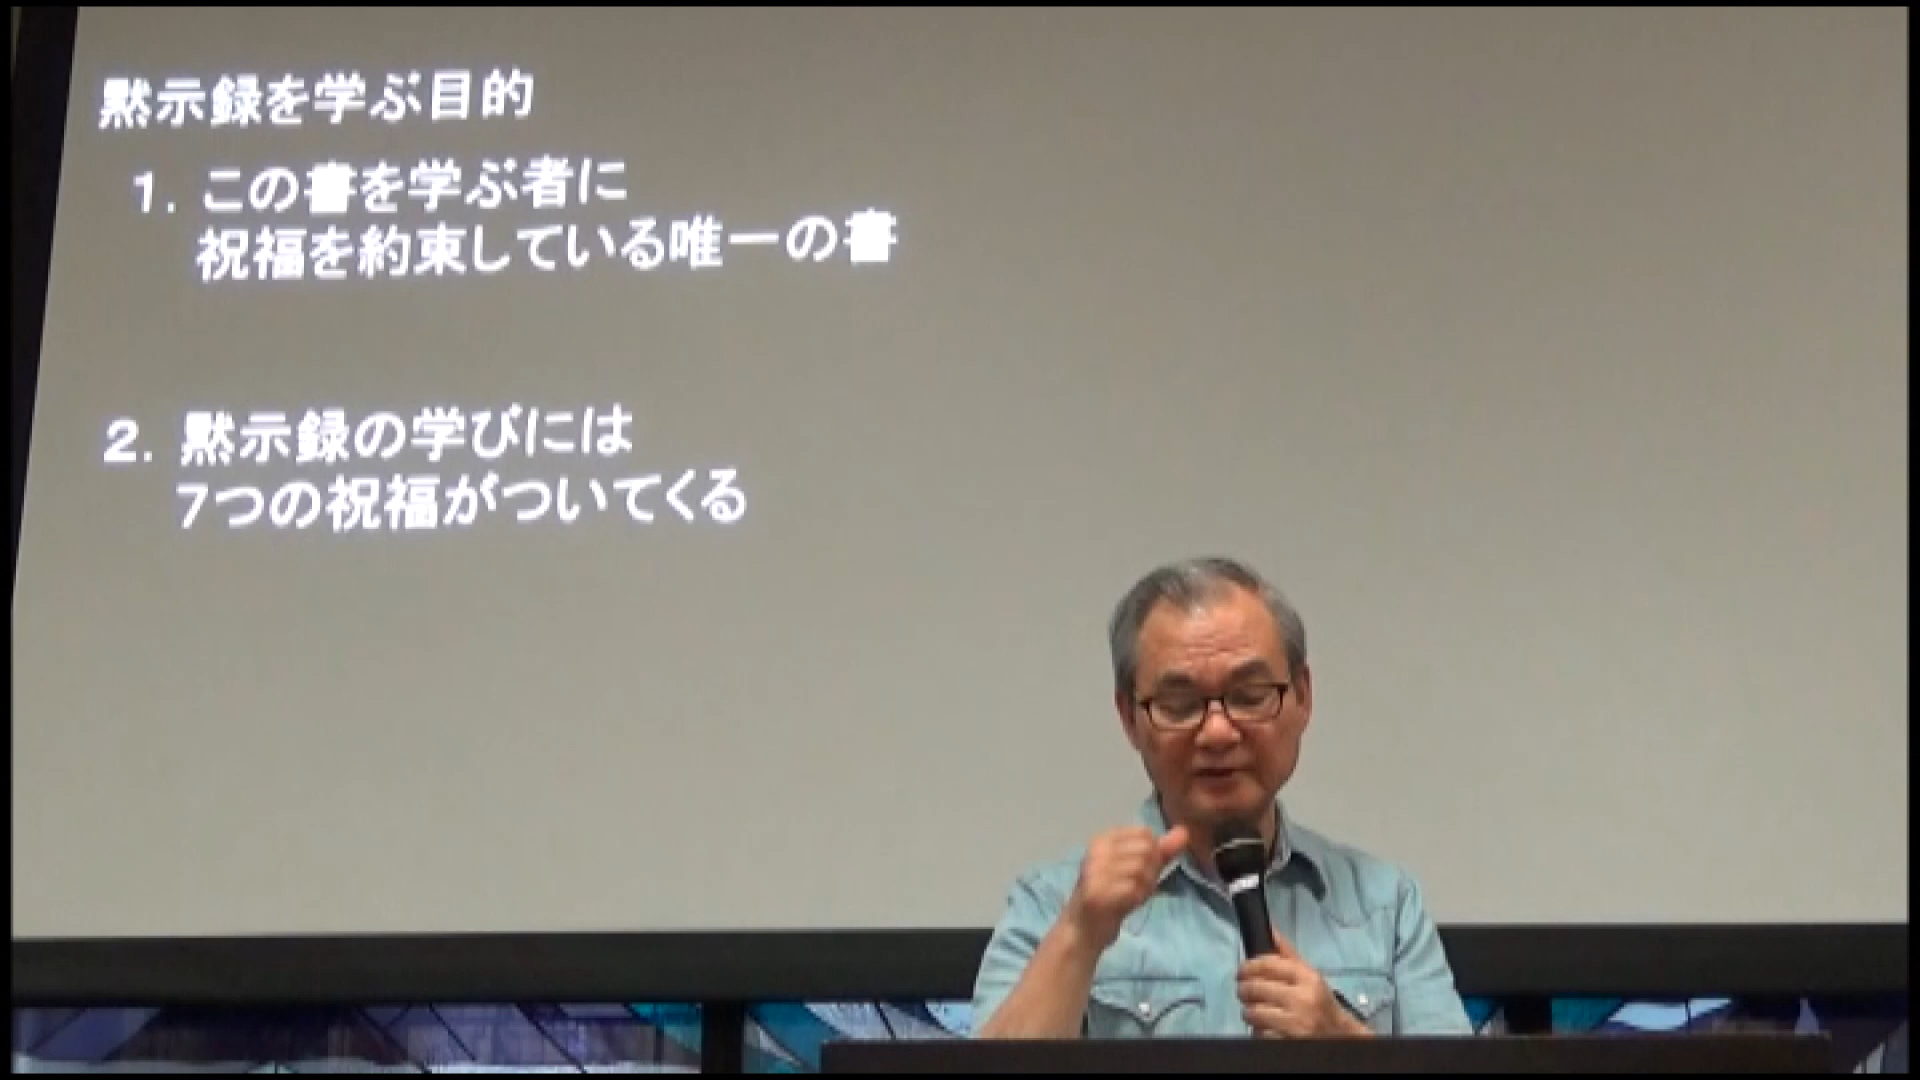 黙示録を学ぶ目的
1. この書を学ぶ者に
祝福を約束している唯一の書
2. 黙示録の学びには
7つの祝福がついてくる